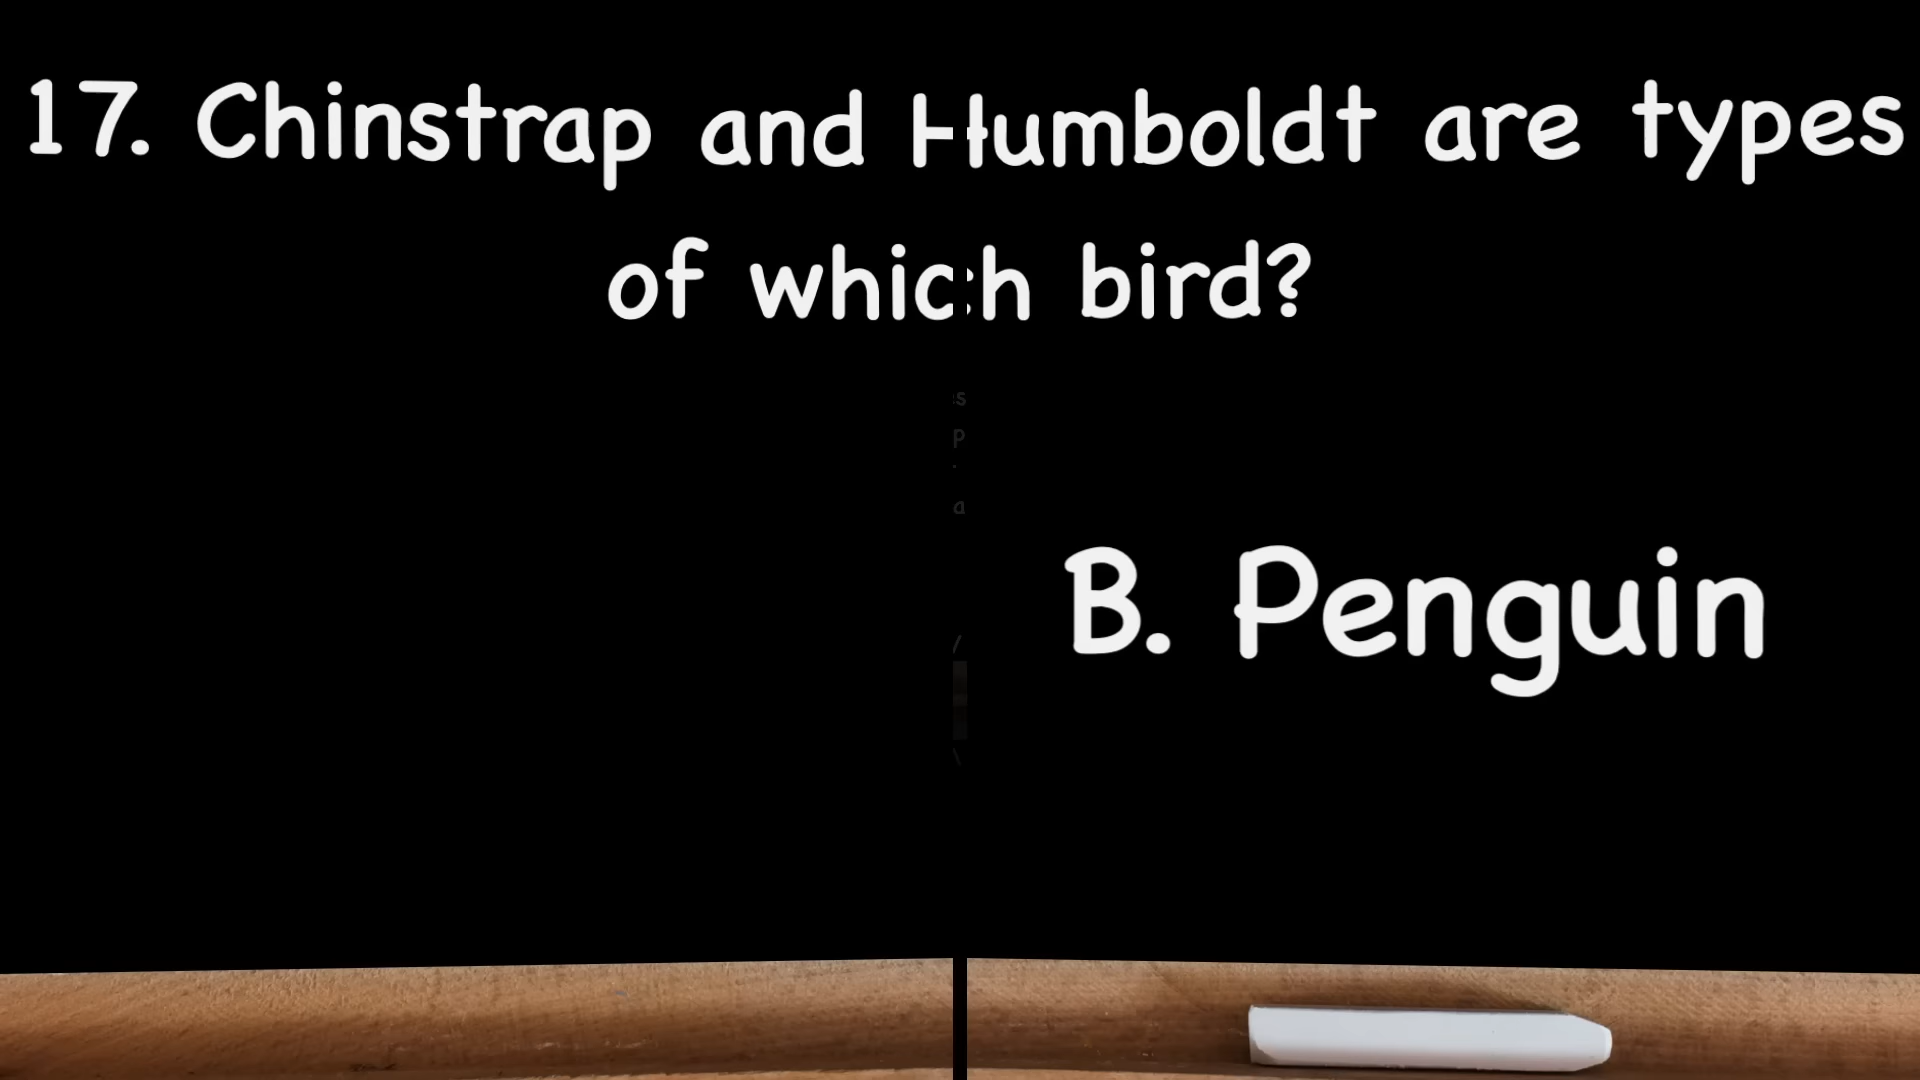 17. Chinstrap and Humboldt are types
of which bird?
B. Penguin